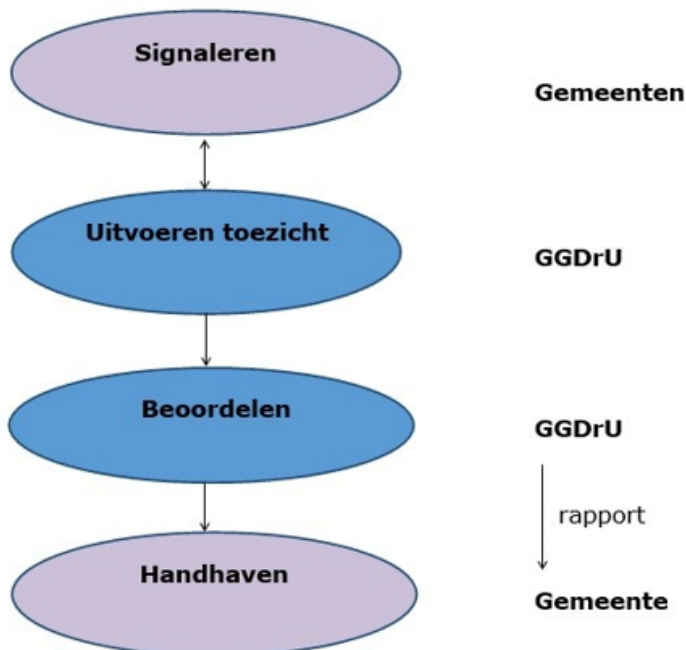 Signaleren
Gemeenten
Uitvoeren toezicht
GGDrU
Beoordelen
GGDrU
rapport
Handhaven
Gemeente